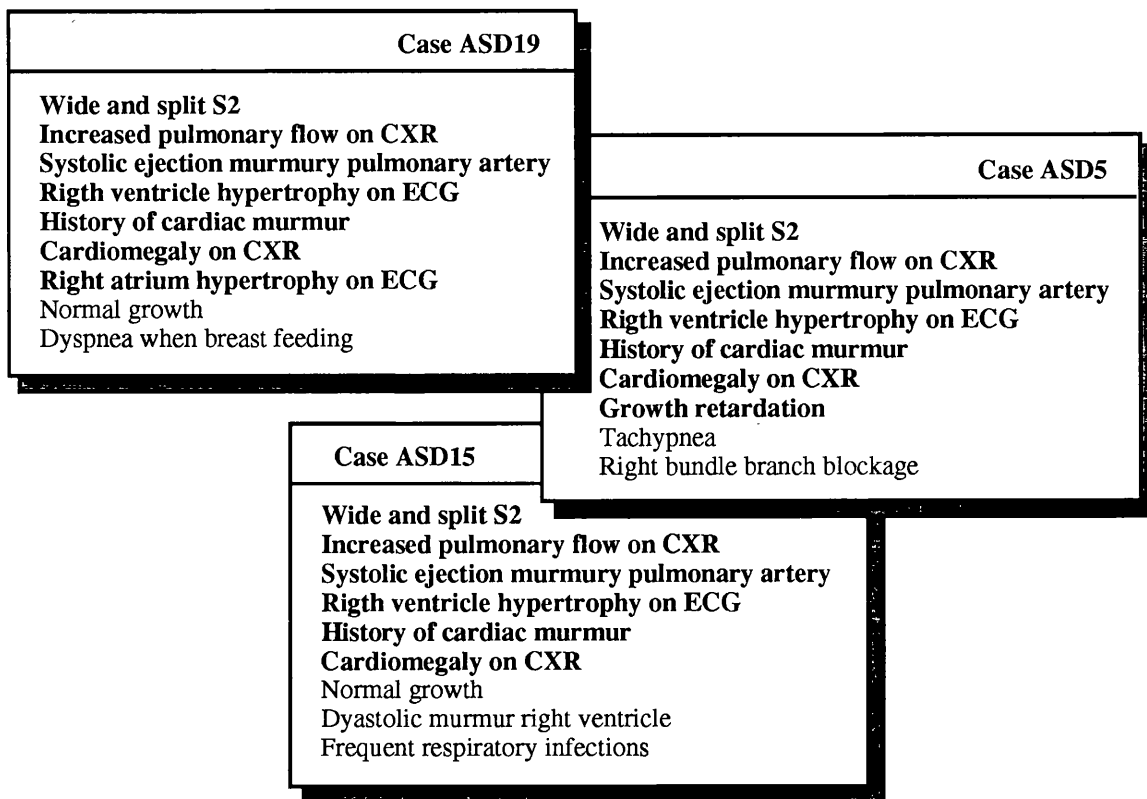 Case ASD19
Wide and split S2
Increased pulmonary flow on CXR
Systolic ejection murmury pulmonary artery
Rigth ventricle hypertrophy on ECG
History of cardiac murmur
Cardiomegaly on CXR
Right atrium hypertrophy on ECG
Normal growth
Dyspnea when breast feeding
Case ASD5
Wide and split S2
Increased pulmonary flow on CXR
Systolic ejection murmury pulmonary artery
Rigth ventricle hypertrophy on ECG
History of cardiac murmur
Cardiomegaly on CXR
Growth retardation
Tachypnea
Right bundle branch blockage
Case ASD15
Wide and split S2
Increased pulmonary flow on CXR
Systolic ejection murmury pulmonary artery
Rigth ventricle hypertrophy on ECG
History of cardiac murmur
Cardiomegaly on CXR
Normal growth
Dyastolic murmur right ventricle
Frequent respiratory infections